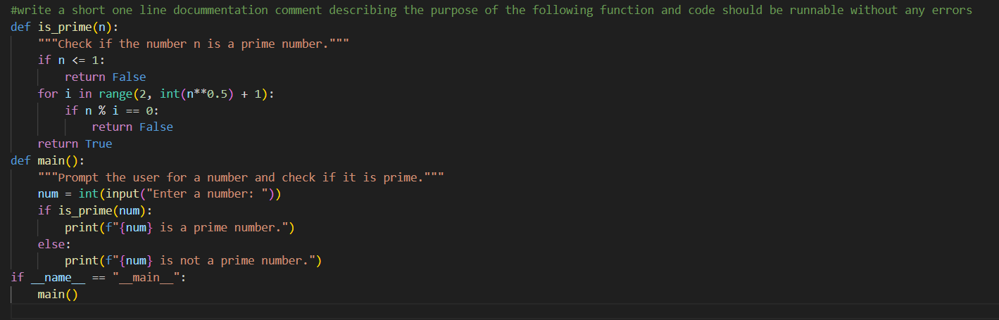 #write a short one line docummentation comment describing the purpose of the following function and code should be runnable without any errors
def is_prime(n):
    """Check if the number n is a prime number."""
    if n <= 1:
        return False
    for i in range(2, int(n**0.5) + 1):
        if n % i == 0:
            return False
    return True
def main():
    """Prompt the user for a number and check if it is prime."""
    num = int(input("Enter a number: "))
    if is_prime(num):
        print(f"{num} is a prime number.")
    else:
        print(f"{num} is not a prime number.")
if __name__ == "__main__":
    main()